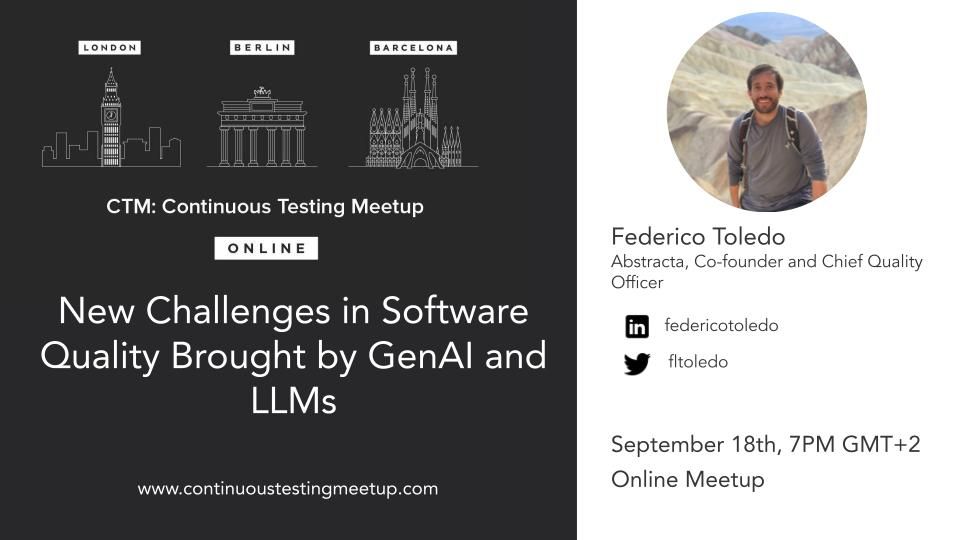 LONDON
BERLIN
BARCELONA
CTM: Continuous Testing Meetup
ONLINE
New Challenges in Software
Quality Brought by GenAI and
LLMs
www.continuoustestingmeetup.com
Federico Toledo
Abstracta, Co-founder and Chief Quality
Officer
in federicotoledo
fltoledo
September 18th, 7PM GMT+2
Online Meetup